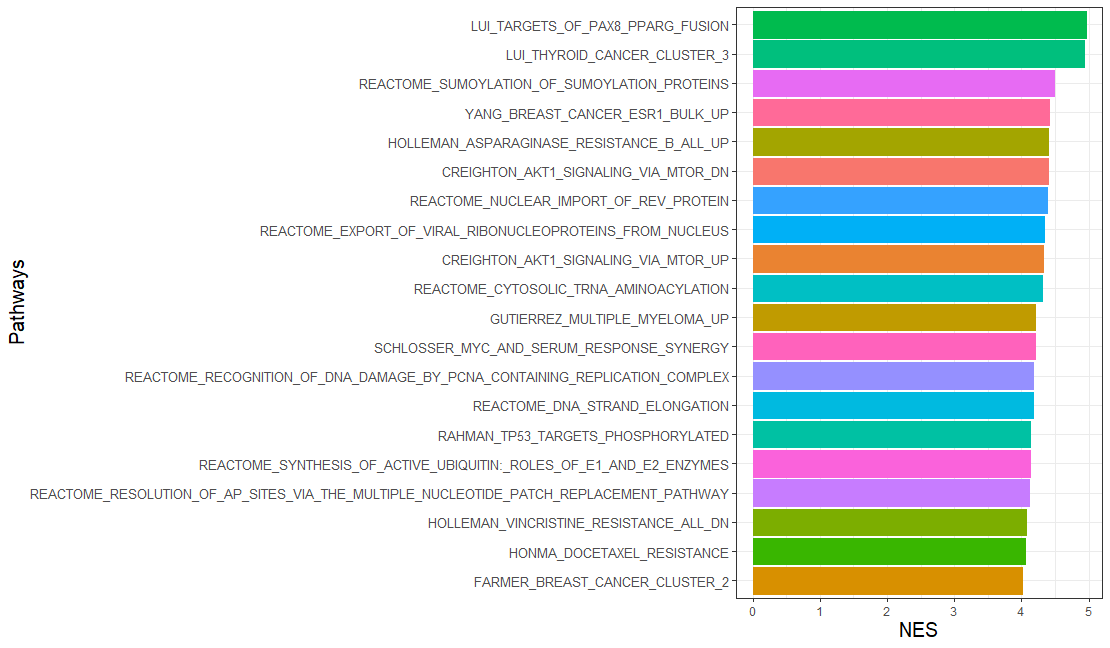 LUI_TARGETS_OF_PAX8_PPARG_FUSION
LUI_THYROID_CANCER_CLUSTER_3
REACTOME_SUMOYLATION_OF_SUMOYLATION_PROTEINS
YANG_BREAST_CANCER_ESR1_BULK_UP
HOLLEMAN_ASPARAGINASE_RESISTANCE_B_ALL_UP
CREIGHTON_AKT1_SIGNALING_VIA_MTOR_DN
REACTOME_NUCLEAR_IMPORT_OF_REV_PROTEIN
REACTOME_EXPORT_OF_VIRAL_RIBONUCLEOPROTEINS_FROM_NUCLEUS
CREIGHTON_AKT1_SIGNALING_VIA_MTOR_UP
REACTOME_CYTOSOLIC_TRNA_AMINOACYLATION
GUTIERREZ_MULTIPLE_MYELOMA_UP
SCHLOSSER_MYC_AND_SERUM_RESPONSE_SYNERGY
REACTOME_RECOGNITION_OF_DNA_DAMAGE_BY_PCNA_CONTAINING_REPLICATION_COMPLEX
REACTOME_DNA_STRAND_ELONGATION
RAHMAN_TP53_TARGETS_PHOSPHORYLATED
REACTOME_SYNTHESIS_OF_ACTIVE_UBIQUITIN:_ROLES_OF_E1_AND_E2_ENZYMES
REACTOME_RESOLUTION_OF_AP_SITES_VIA_THE_MULTIPLE_NUCLEOTIDE_PATCH_REPLACEMENT_PATHWAY
HOLLEMAN_VINCRISTINE_RESISTANCE_ALL_DN
HONMA_DOCETAXEL_RESISTANCE
FARMER_BREAST_CANCER_CLUSTER_2
Pathways
0 1 2 3 4 5
NES